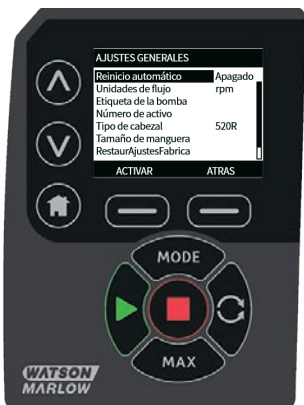 AJUSTES GENERALES
Reinicio automático Apagado
Unidades de flujo rpm
Etiqueta de la bomba
Número de activo
Tipo de cabezal 520R
Tamaño de manguera
RestaurAjustesFabrica
ACTIVAR ATRAS
MODE
MAX
WATSON
MARLOW